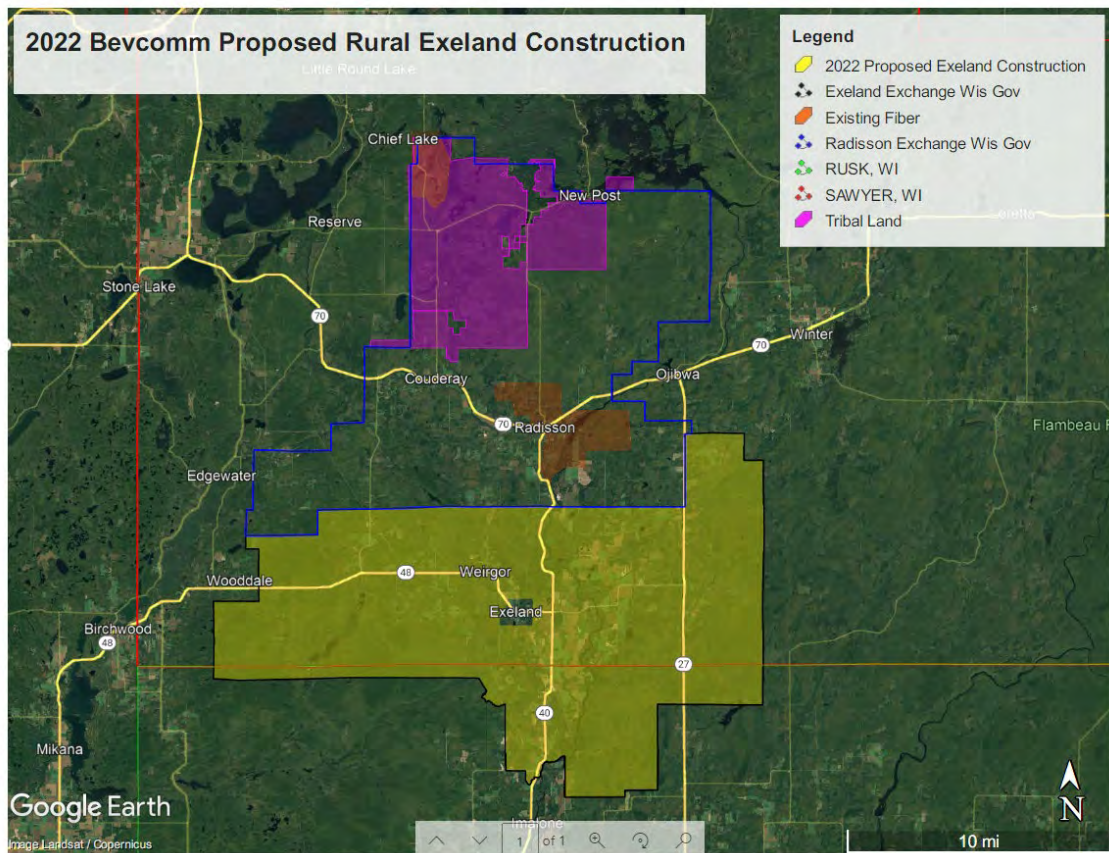 2022 Bevcomm Proposed Rural Exeland Construction
Little Round Lake
Legend
2022 Proposed Exeland Construction
Exeland Exchange Wis Gov
Existing Fiber
Radisson Exchange Wis Gov
RUSK, WI
SAWYER, WI
Tribal Land
Chief Lake
New Post
Reserve
Stone Lake
70
Winter
70
Couderay
Ojibwa
70
Radisson
Flambeau
Edgewater
Wooddale
48
Weirgor
Exeland
Birchwood
48
27
40
Mikana
Google Earth
N
Imalone
1 of 1
10 mi
Image Landsat / Copernicus